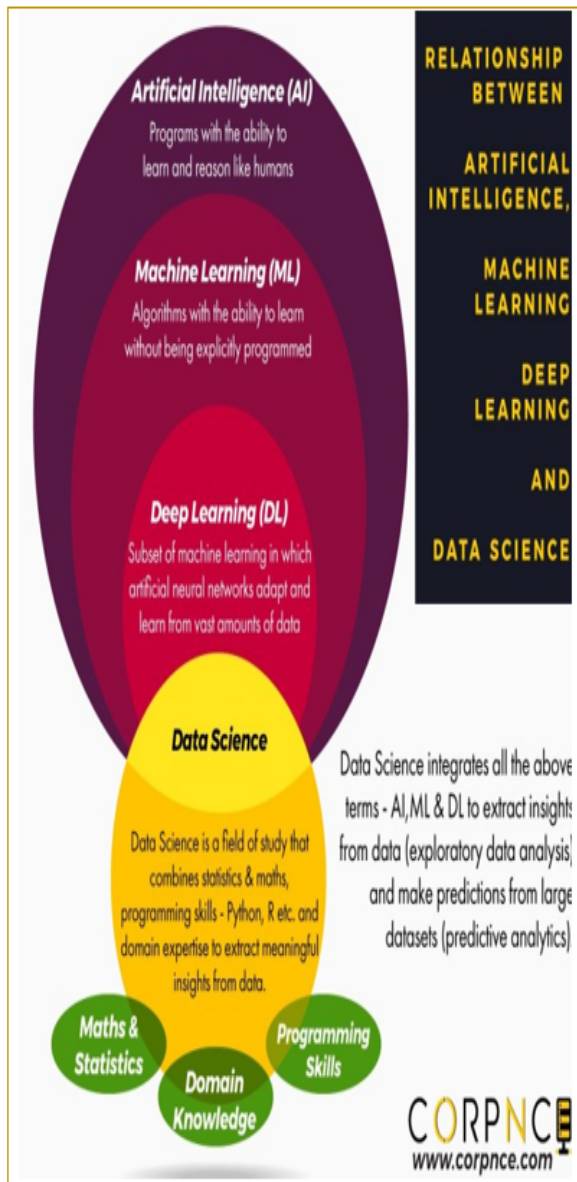 RELATIONSHIP
BETWEEN
ARTIFICIAL
INTELLIGENCE,
MACHINE
LEARNING
DEEP
LEARNING
AND
DATA SCIENCE
Artificial Intelligence (AI)
Programs with the ability to
learn and reason like humans
Machine Learning (ML)
Algorithms with the ability to learn
without being explicitly programmed
Deep Learning (DL)
Subset of machine learning in which
artificial neural networks adapt and
learn from vast amounts of data
Data Science
Data Science is a field of study that
combines statistics & maths,
programming skills - Python, R etc. and
domain expertise to extract meaningful
insights from data.
Maths &
Statistics
Domain
Knowledge
Programming
Skills
Data Science integrates all the above
terms - AI,ML & DL to extract insights
from data (exploratory data analysis)
and make predictions from large
datasets (predictive analytics)
CORPNCE
www.corpnce.com